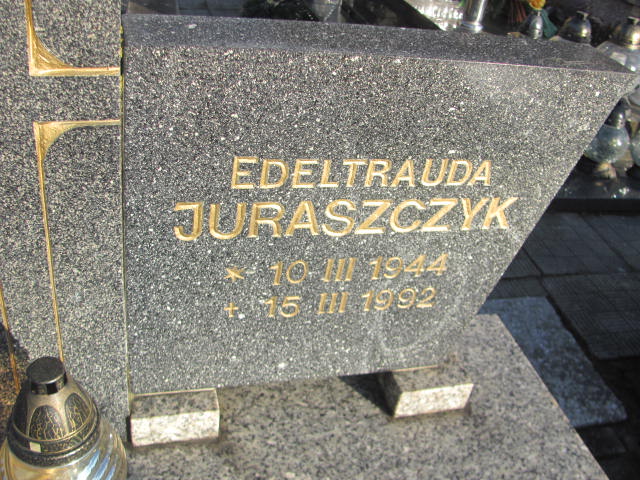 EDELTRAUDA
JURASZCZYK
* 10 III 1944
+ 15 III 1992